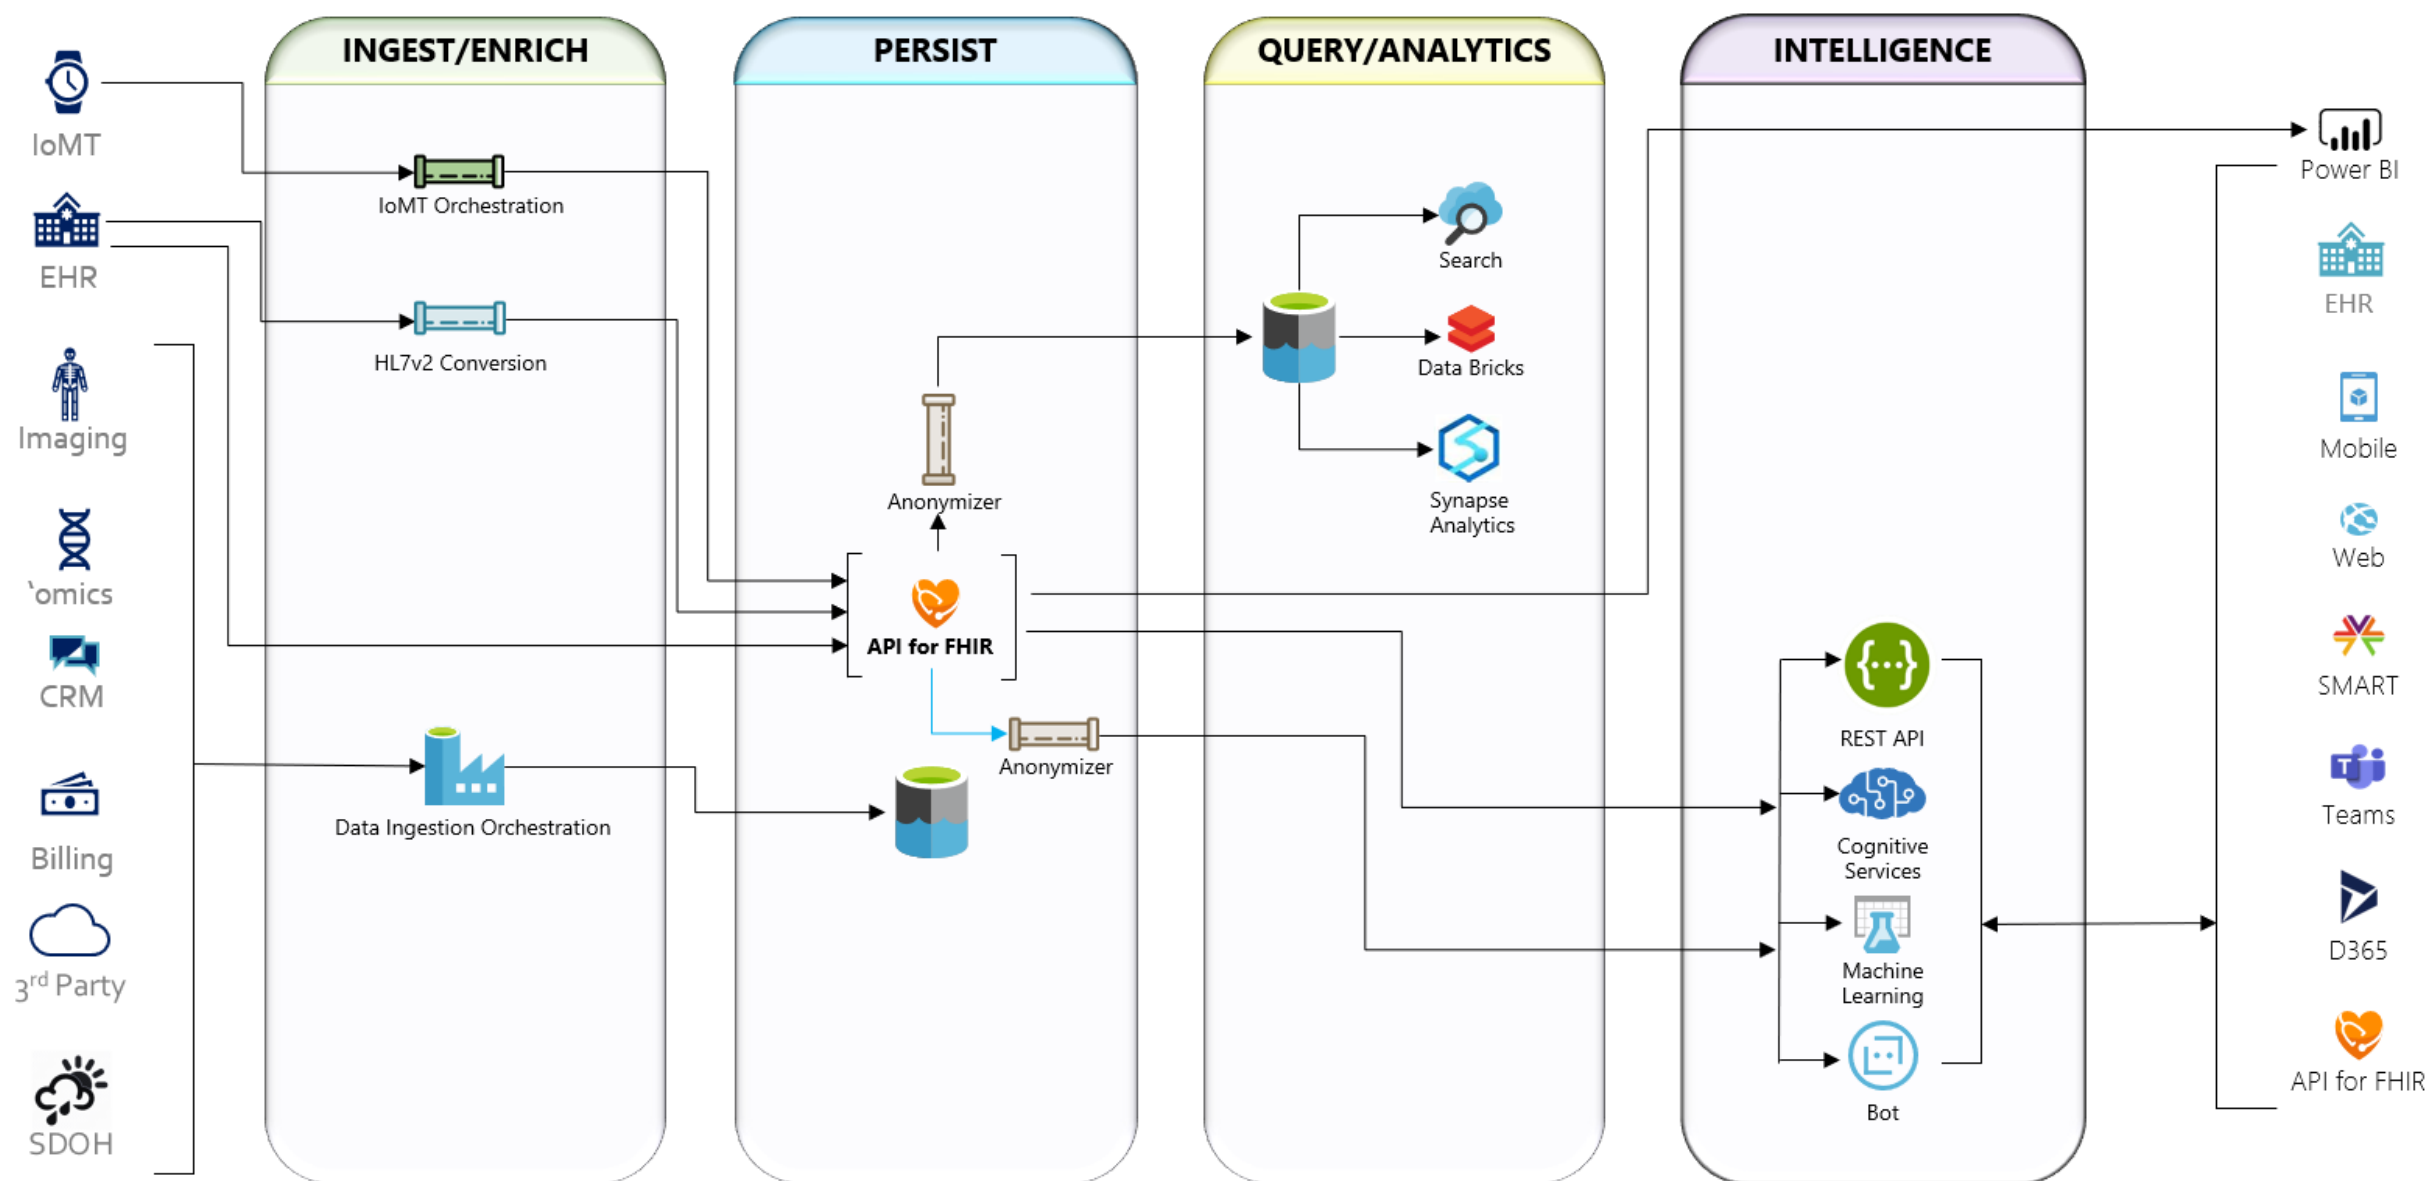 INGEST/ENRICH
PERSIST
QUERY/ANALYTICS
INTELLIGENCE
IoMT
EHR
Imaging
‘omics
CRM
Billing
3rd Party
SDOH
IoMT Orchestration
HL7v2 Conversion
Data Ingestion Orchestration
Anonymizer
API for FHIR
Anonymizer
Search
Data Bricks
Synapse
Analytics
REST API
Cognitive
Services
Machine
Learning
Bot
Power BI
EHR
Mobile
Web
SMART
T
Teams
D365
API for FHIR